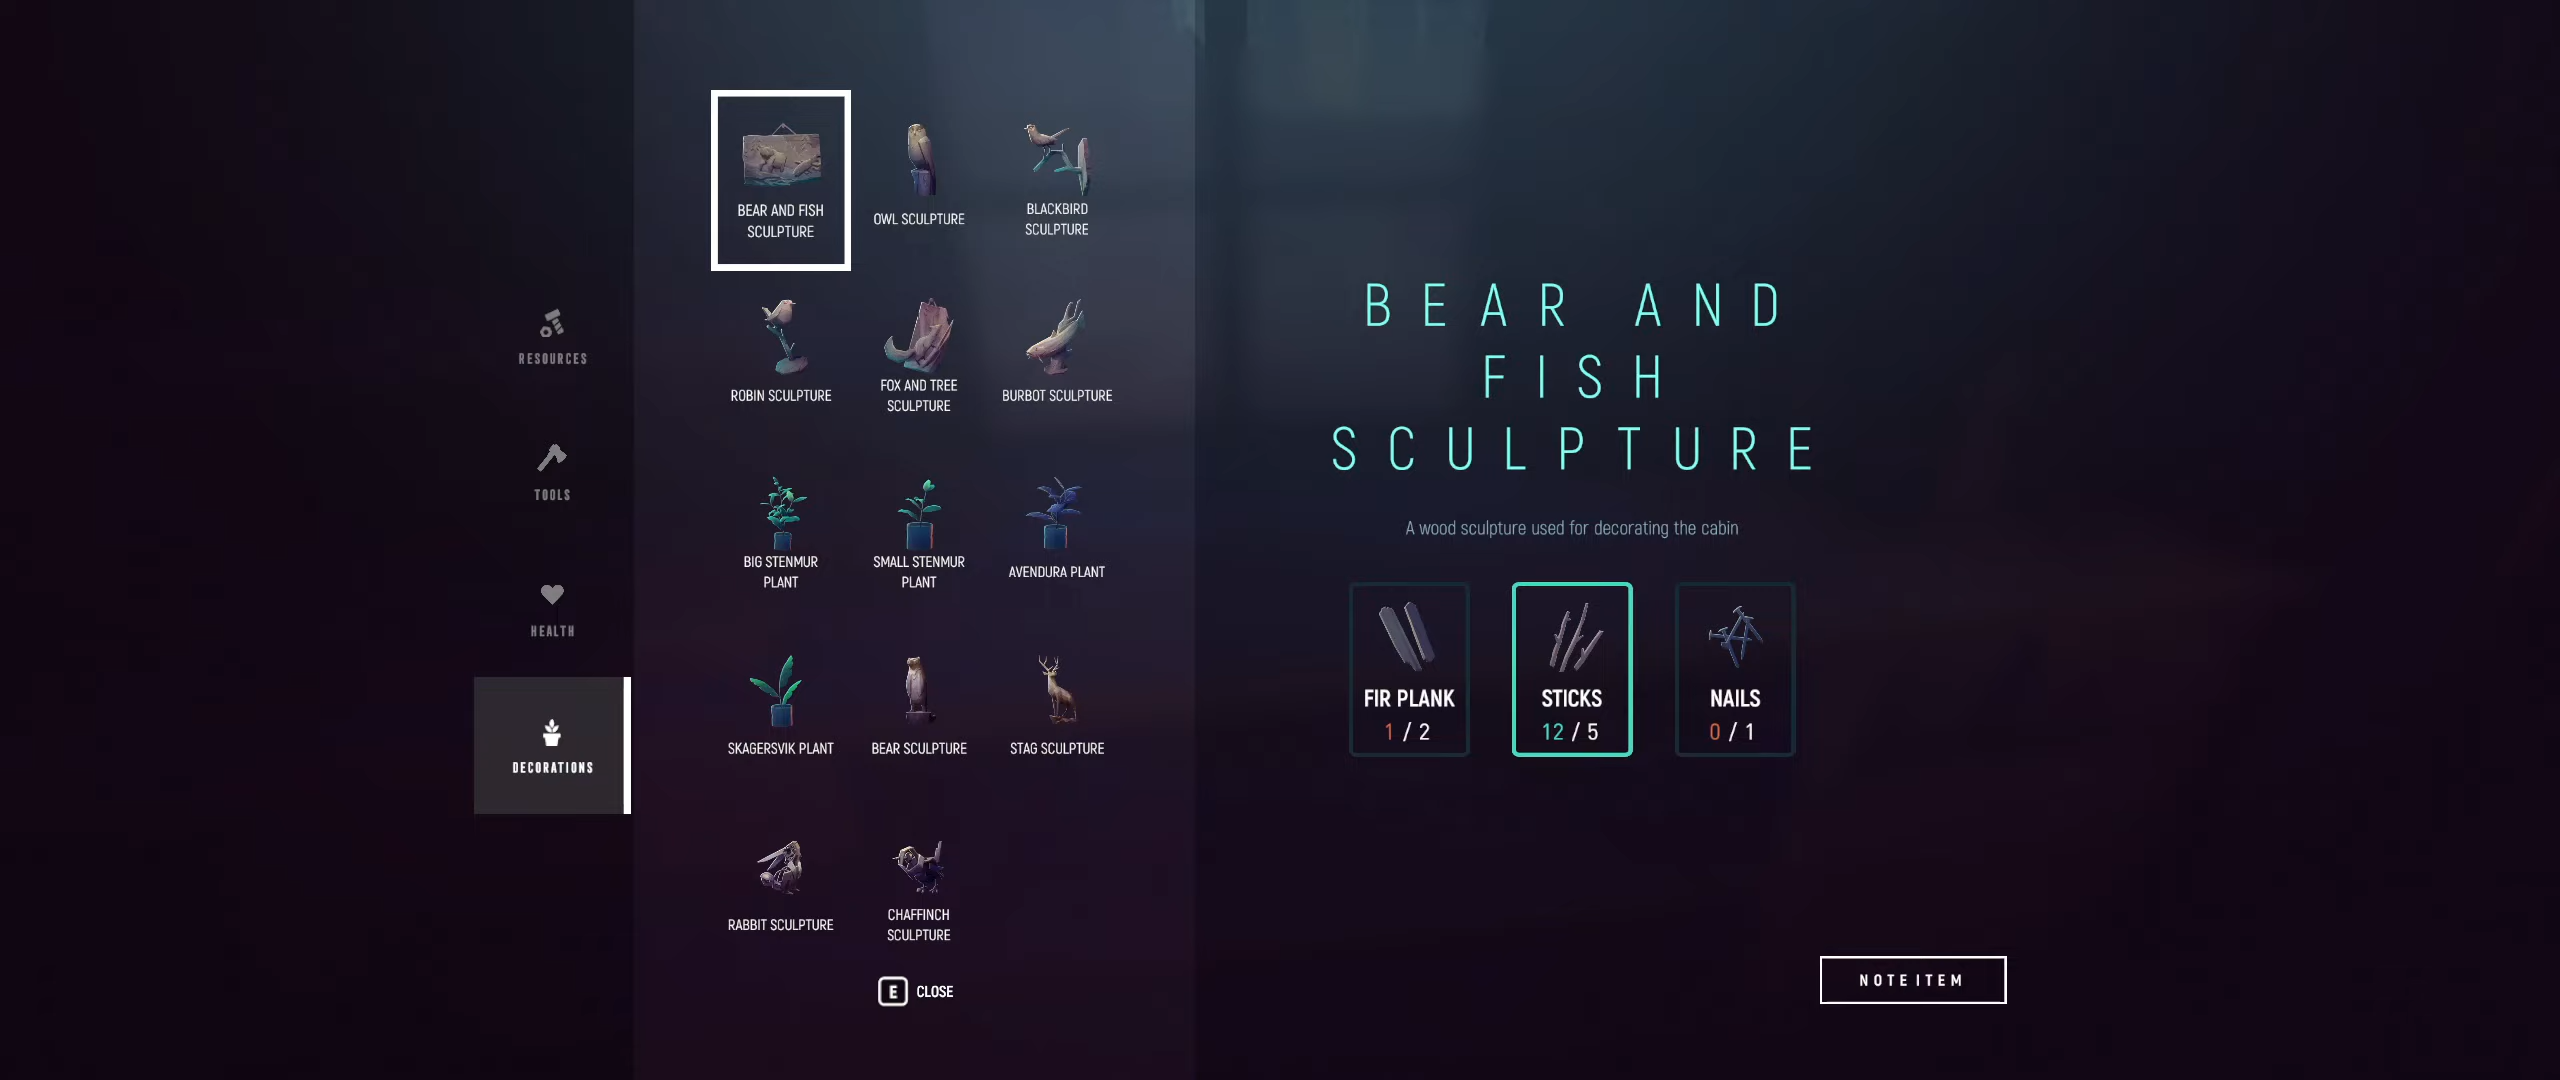 RESOURCES
TOOLS
HEALTH
DECORATIONS
BEAR AND FISH
SCULPTURE
OWL SCULPTURE
BLACKBIRD
SCULPTURE
ROBIN SCULPTURE
FOX AND TREE
SCULPTURE
BURBOT SCULPTURE
BIG STENMUR
PLANT
SMALL STENMUR
PLANT
AVENDURA PLANT
SKAGERSVIK PLANT
BEAR SCULPTURE
STAG SCULPTURE
RABBIT SCULPTURE
CHAFFINCH
SCULPTURE
E CLOSE
BEAR AND
FISH
SCULPTURE
A wood sculpture used for decorating the cabin
FIR PLANK
1 / 2
STICKS
12 / 5
NAILS
0 / 1
NOTE ITEM